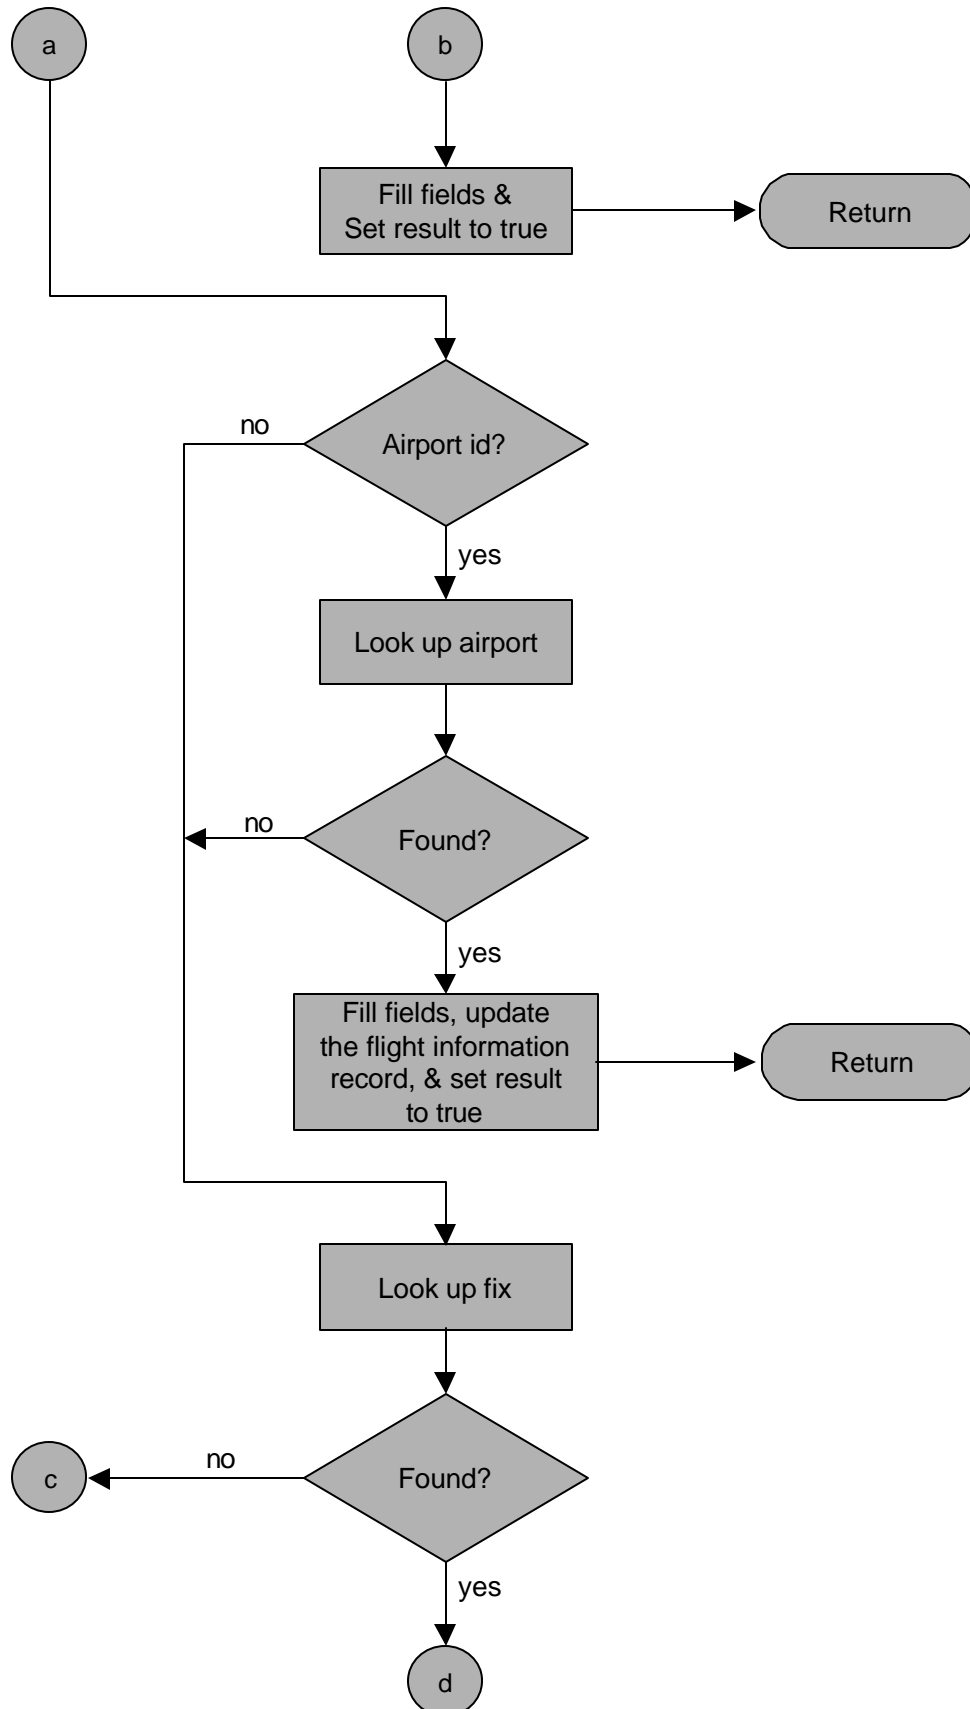 a
b
Fill fields &
Set result to true
Return
no
Airport id?
yes
Look up airport
no
Found?
yes
Fill fields, update
the flight information
record, & set result
to true
Return
Look up fix
c
no
Found?
yes
d